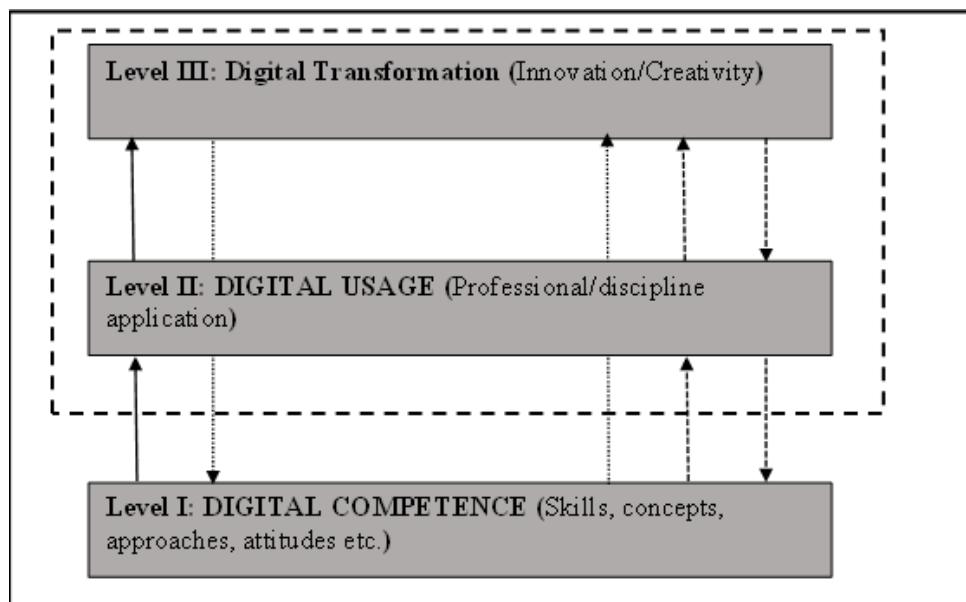 Level III: Digital Transformation (Innovation/Creativity)
Level II: DIGITAL USAGE (Professional/discipline
application)
Level I: DIGITAL COMPETENCE (Skills, concepts,
approaches, attitudes etc.)